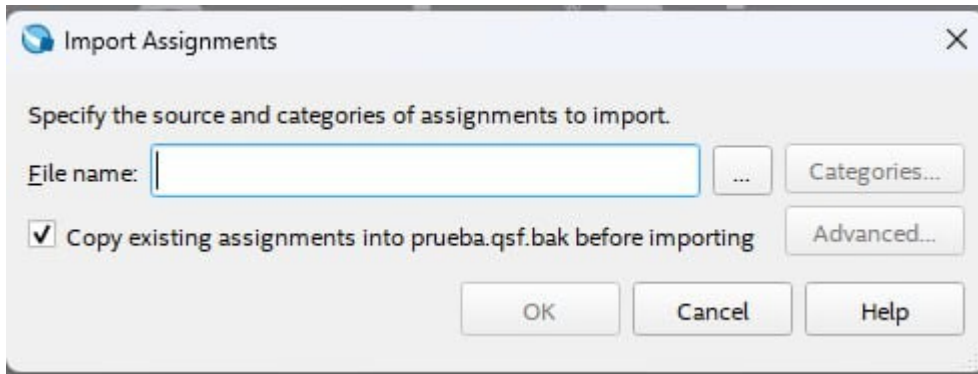 Import Assignments
Specify the source and categories of assignments to import.
File name:
...
Categories...
Copy existing assignments into prueba.qsf.bak before importing
Advanced...
OK
Cancel
Help